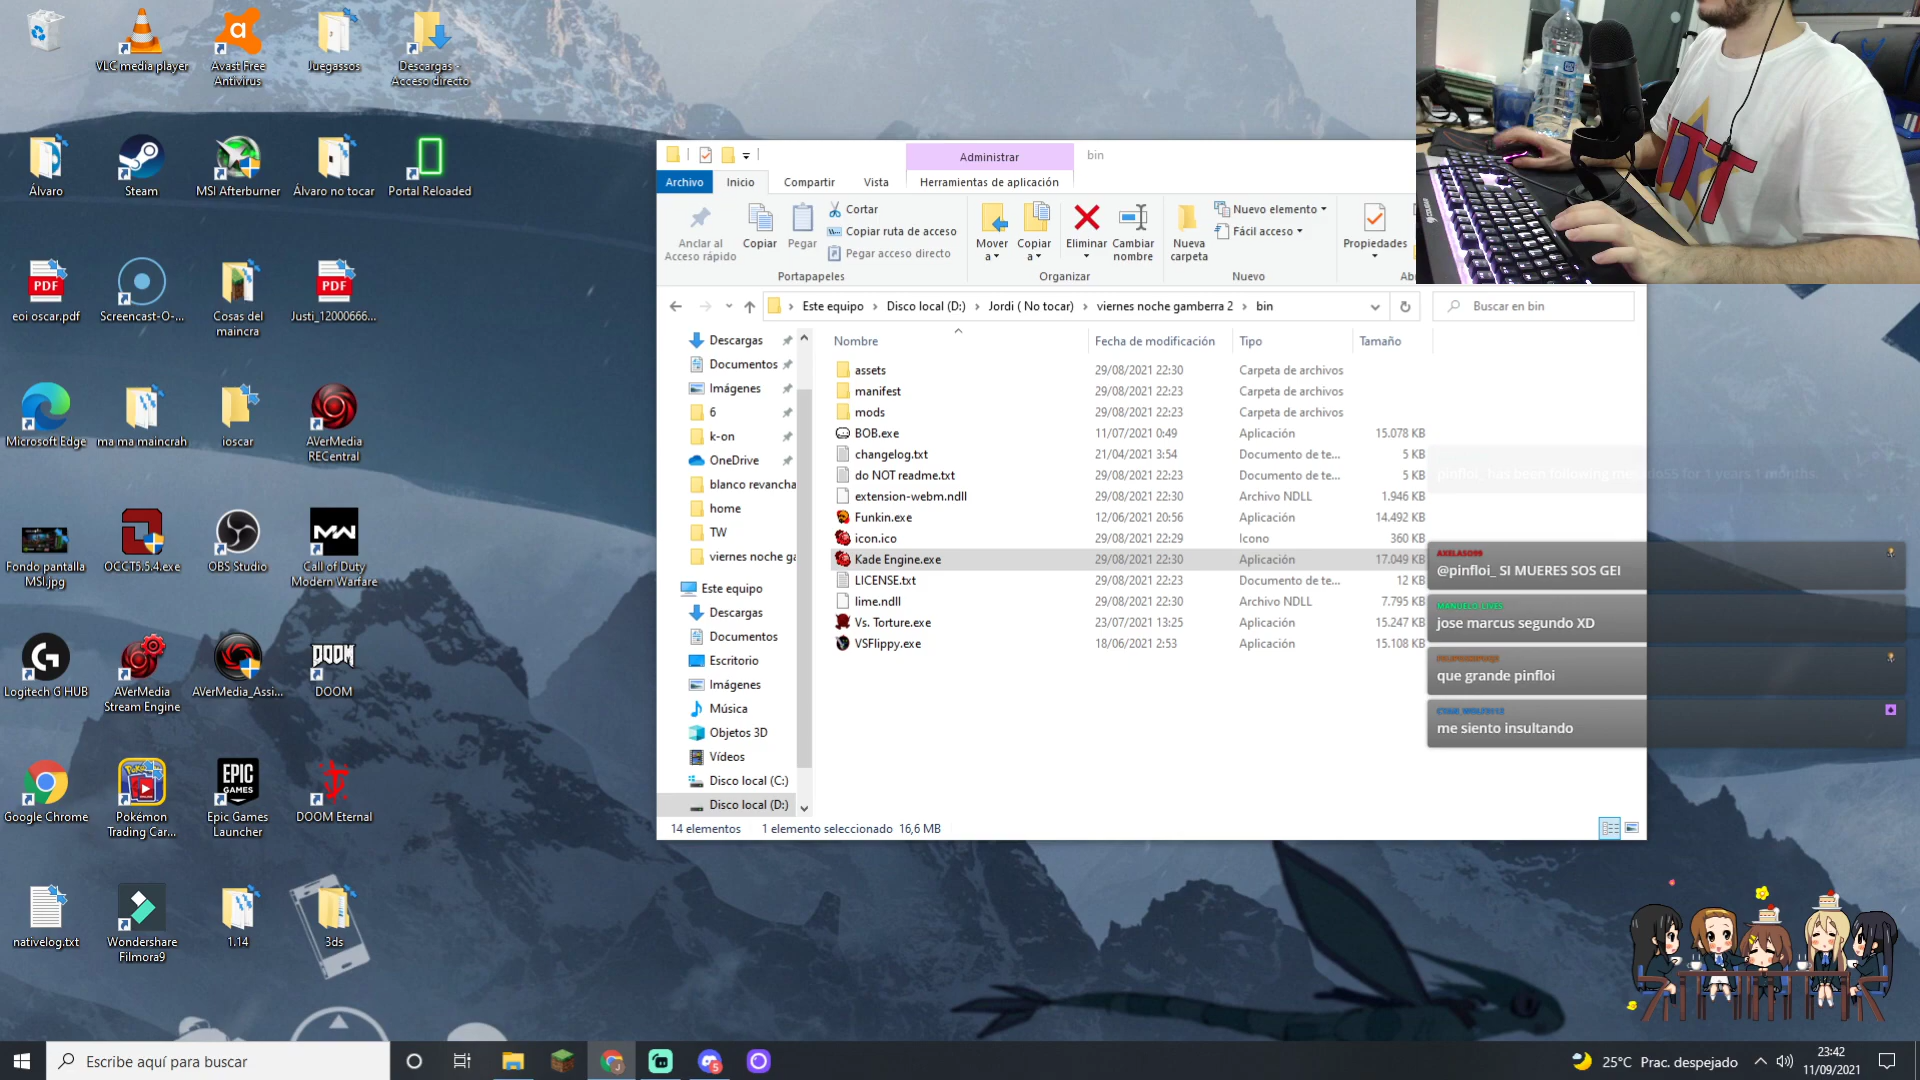 VLC media player
Avast Free
Antivirus
Juegassos
Descargas -
Acceso directo
Álvaro
Steam
MSI Afterburner
Álvaro no tocar
Portal Reloaded
eoi oscar.pdf
Screencast-O-...
Cosas del
maincra
Justi_12000666...
Microsoft Edge
ma ma maincrah
ioscar
AVerMedia
RECentral
Fondo pantalla
MSI.jpg
OCCT5.5.4.exe
OBS Studio
Call of Duty
Modern Warfare
Logitech G HUB
AVerMedia
Stream Engine
AVerMedia_Assi...
DOOM
DOOM
Google Chrome
Pokémon
Trading Car...
EPIC
GAMES
Epic Games
Launcher
DOOM Eternal
nativelog.txt
Wondershare
Filmora9
1.14
3ds
PDF
PDF
Administrar
bin
Archivo
Inicio
Compartir
Vista
Herramientas de aplicación
Anclar al
Acceso rápido
Copiar
Pegar
Cortar
Copiar ruta de acceso
Pegar acceso directo
Portapapeles
Mover
a
Copiar
a
Eliminar
Cambiar
nombre
Organizar
Nueva
carpeta
Nuevo elemento
Fácil acceso
Nuevo
Propiedades
Ab
Este equipo > Disco local (D:) > Jordi ( No tocar) > viernes noche gamberra 2 > bin
Buscar en bin
Descargas
Documentos
Imágenes
6
k-on
OneDrive
blanco revancha
home
TW
viernes noche ga
Este equipo
Descargas
Documentos
Escritorio
Imágenes
Música
Objetos 3D
Vídeos
Disco local (C:)
Disco local (D:)
Nombre Fecha de modificación Tipo Tamaño
assets 29/08/2021 22:30 Carpeta de archivos
manifest 29/08/2021 22:23 Carpeta de archivos
mods 29/08/2021 22:23 Carpeta de archivos
BOB.exe 11/07/2021 0:49 Aplicación 15.078 KB
changelog.txt 21/04/2021 3:54 Documento de te... 5 KB
do NOT readme.txt 29/08/2021 22:23 Documento de te... 5 KB
extension-webm.ndll 29/08/2021 22:30 Archivo NDLL 1.946 KB
Funkin.exe 12/06/2021 20:56 Aplicación 14.492 KB
icon.ico 29/08/2021 22:29 Icono 360 KB
Kade Engine.exe 29/08/2021 22:30 Aplicación 17.049 KB
LICENSE.txt 29/08/2021 22:23 Documento de te... 12 KB
lime.ndll 29/08/2021 22:30 Archivo NDLL 7.795 KB
Vs. Torture.exe 23/07/2021 13:25 Aplicación 15.247 KB
VSFlippy.exe 18/06/2021 2:53 Aplicación 15.108 KB
14 elementos 1 elemento seleccionado 16,6 MB
pinfloi_ has been following for 1 years 1 months.
AXELASO99
@pinfloi_ SI MUERES SOS GEI
MANUELO_LIVES
jose marcus segundo XD
que grande pinfloi
me siento insultando
Escribe aquí para buscar
25°C Prac. despejado
23:42
11/09/2021